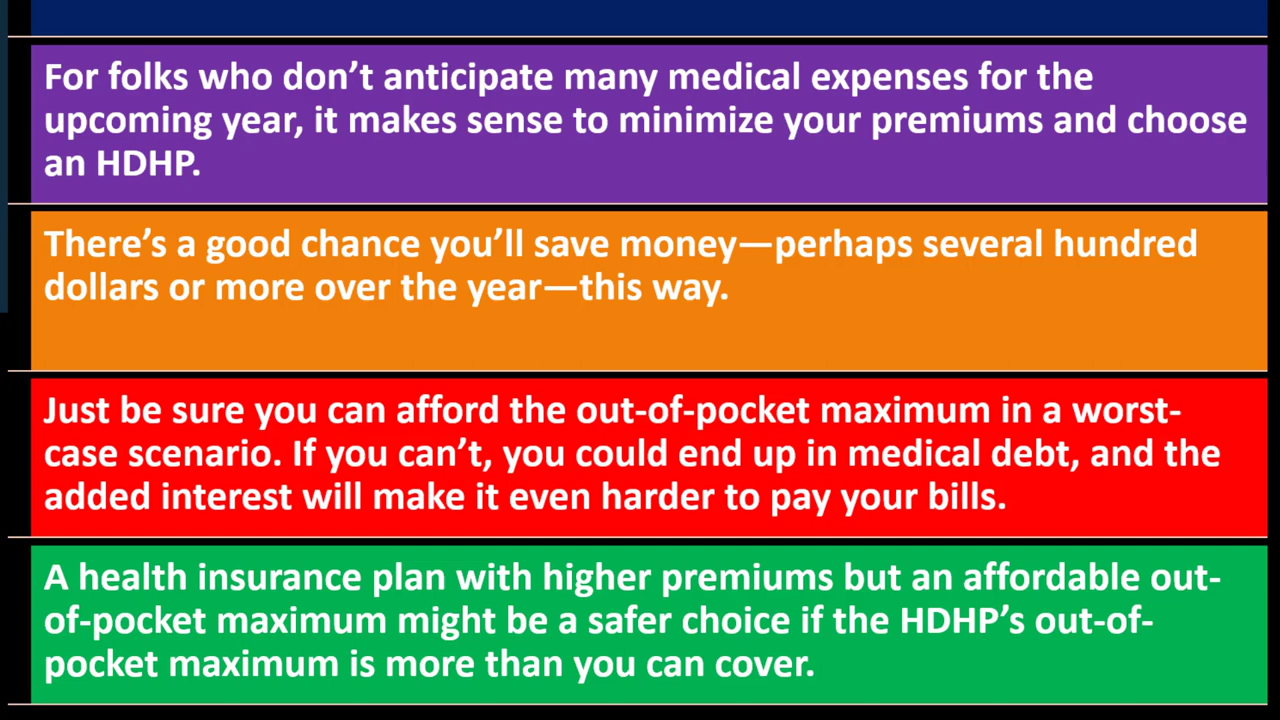 For folks who don’t anticipate many medical expenses for the
upcoming year, it makes sense to minimize your premiums and choose
an HDHP.
There’s a good chance you’ll save money—perhaps several hundred
dollars or more over the year—this way.
Just be sure you can afford the out-of-pocket maximum in a worst-
case scenario. If you can’t, you could end up in medical debt, and the
added interest will make it even harder to pay your bills.
A health insurance plan with higher premiums but an affordable out-
of-pocket maximum might be a safer choice if the HDHP’s out-of-
pocket maximum is more than you can cover.